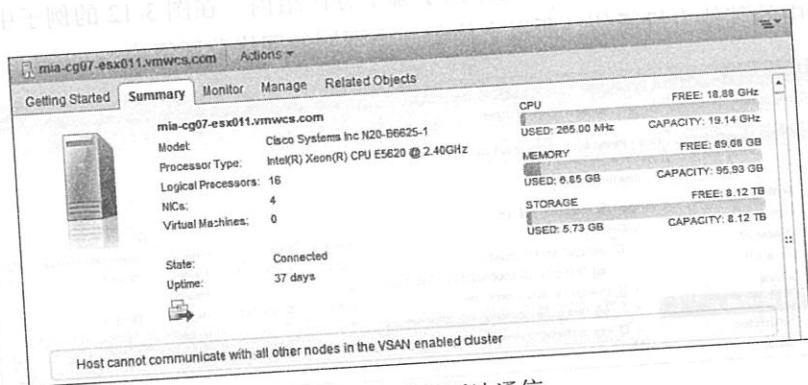 mia-cg07-esx011.vmwcs.com Actions
Getting Started Summary Monitor Manage Related Objects
mia-cg07-esx011.vmwcs.com
Model: Cisco Systems Inc N20-B6625-1
Processor Type: Intel(R) Xeon(R) CPU E5620 @ 2.40GHz
Logical Processors: 16
NICs: 4
Virtual Machines: 0
State: Connected
Uptime: 37 days
CPU FREE: 18.88 GHz
USED: 265.00 MHz CAPACITY: 19.14 GHz
MEMORY FREE: 89.08 GB
USED: 6.85 GB CAPACITY: 95.93 GB
STORAGE FREE: 8.12 TB
USED: 5.73 GB CAPACITY: 8.12 TB
Host cannot communicate with all other nodes in the VSAN enabled cluster
通信